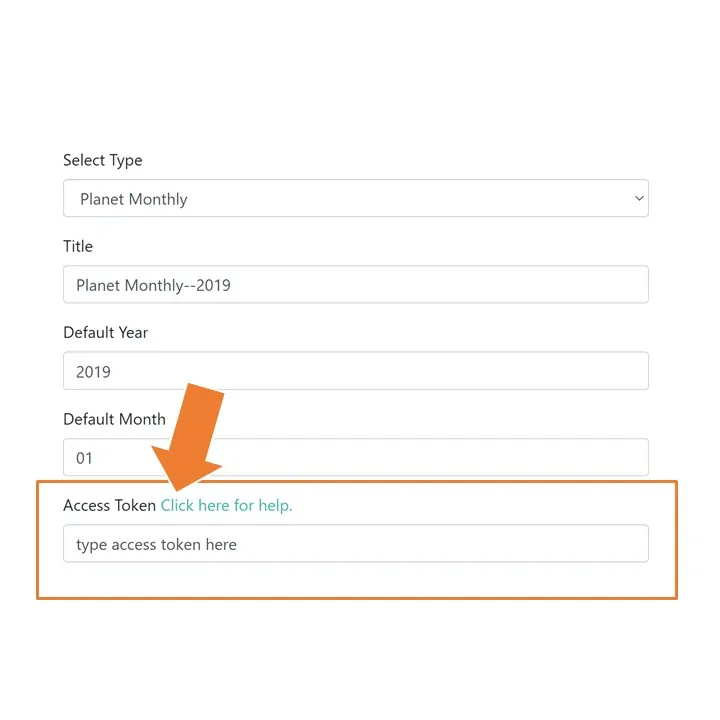 Select Type
Planet Monthly
Title
Planet Monthly--2019
Default Year
2019
Default Month
01
Access Token Click here for help.
type access token here